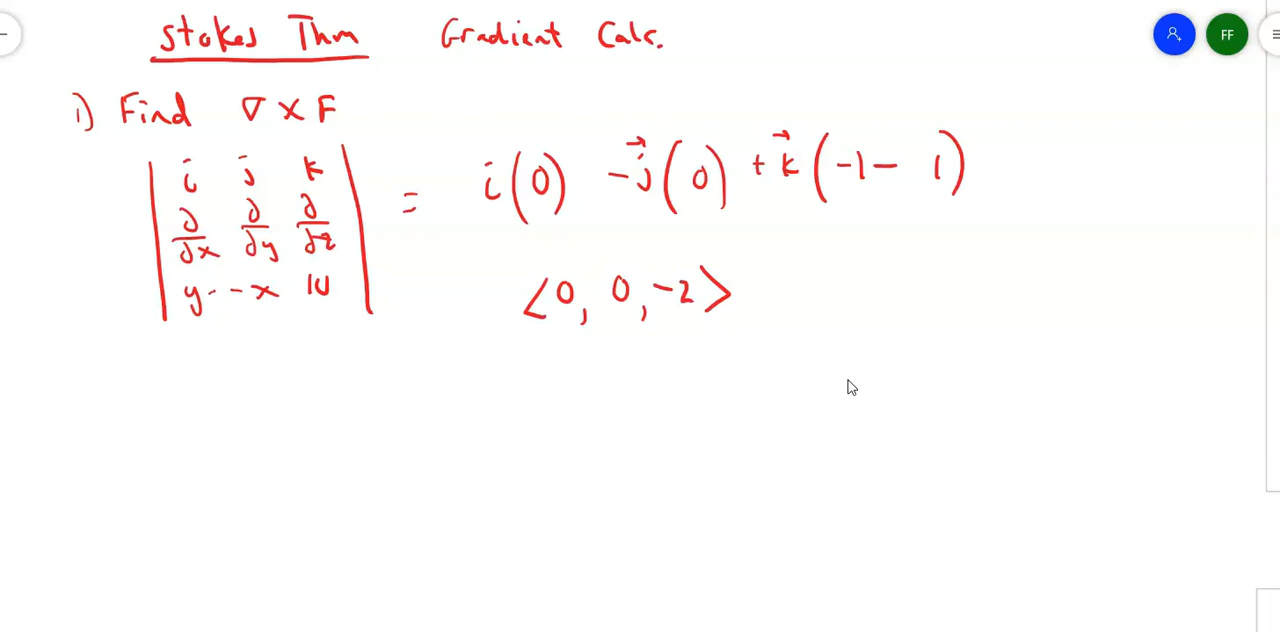 Stokes Thm Gradient Calc.
FF
1) Find ∇ × F
| i j k |
| ∂/∂x ∂/∂y ∂/∂z | = i(0) - j⃗(0) + k⃗(-1 - 1)
| y - x 10 |
<0, 0, -2>